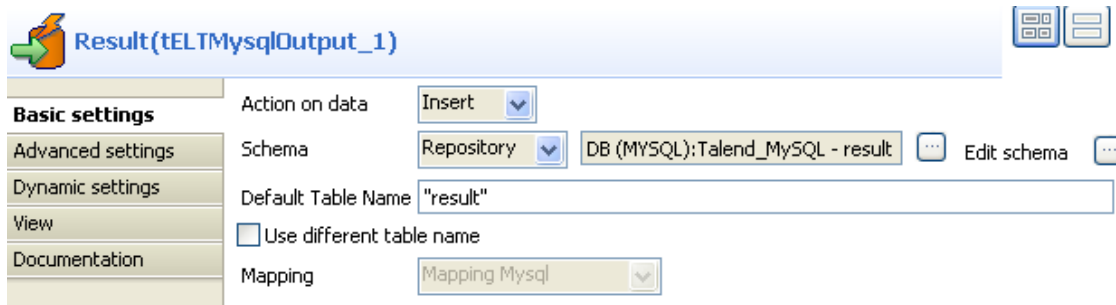 Result(tELTMysqlOutput_1)
Basic settings
Advanced settings
Dynamic settings
View
Documentation
Action on data Insert
Schema Repository DB (MYSQL):Talend_MySQL - result ... Edit schema ...
Default Table Name "result"
Use different table name
Mapping Mapping Mysql